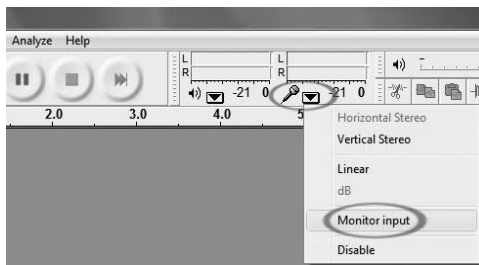 Analyze Help
L L
R R
-21 0 -21 0
2.0 3.0 4.0 5
Horizontal Stereo
Vertical Stereo
Linear
dB
Monitor input
Disable